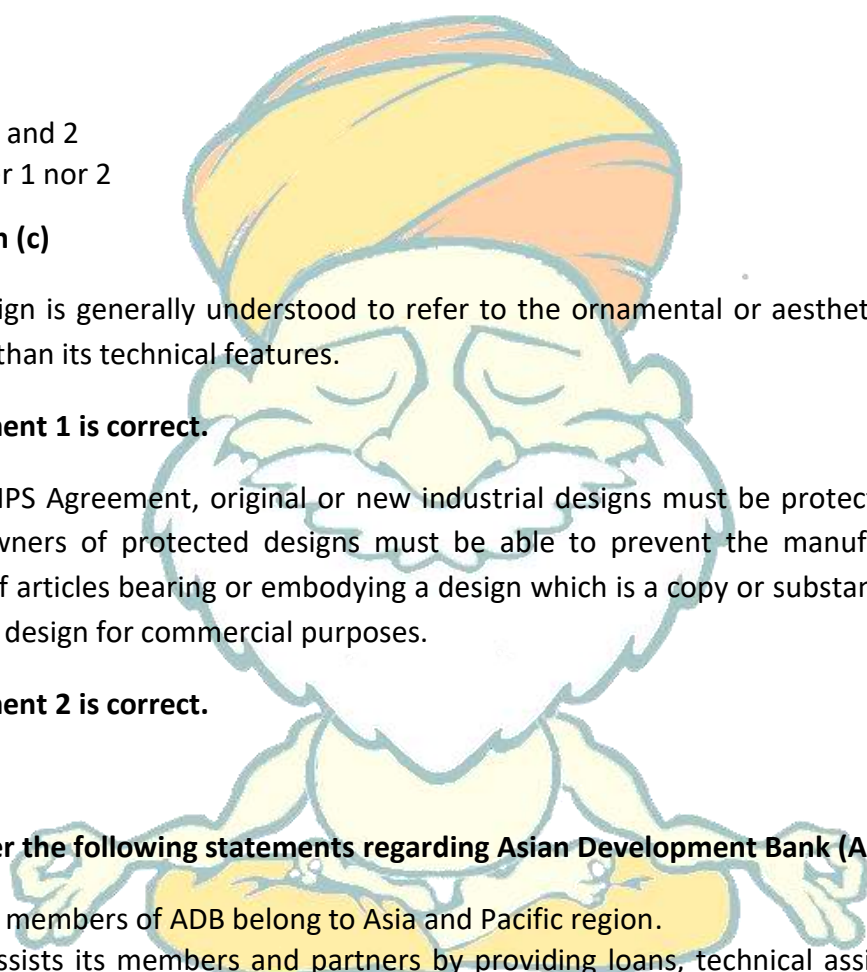 and 2
r 1 nor 2
n (c)
ign is generally understood to refer to the ornamental or aesthet
than its technical features.
nent 1 is correct.
IPS Agreement, original or new industrial designs must be protect
wners of protected designs must be able to prevent the manuf
f articles bearing or embodying a design which is a copy or substan
design for commercial purposes.
nent 2 is correct.
er the following statements regarding Asian Development Bank (A
members of ADB belong to Asia and Pacific region.
ssists its members and partners by providing loans, technical ass